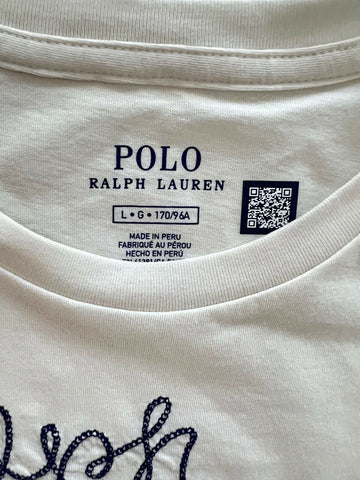 POLO
RALPH LAUREN
L • G • 170/96A
MADE IN PERU
FABRIQUÉ AU PÉROU
HECHO EN PERÚ